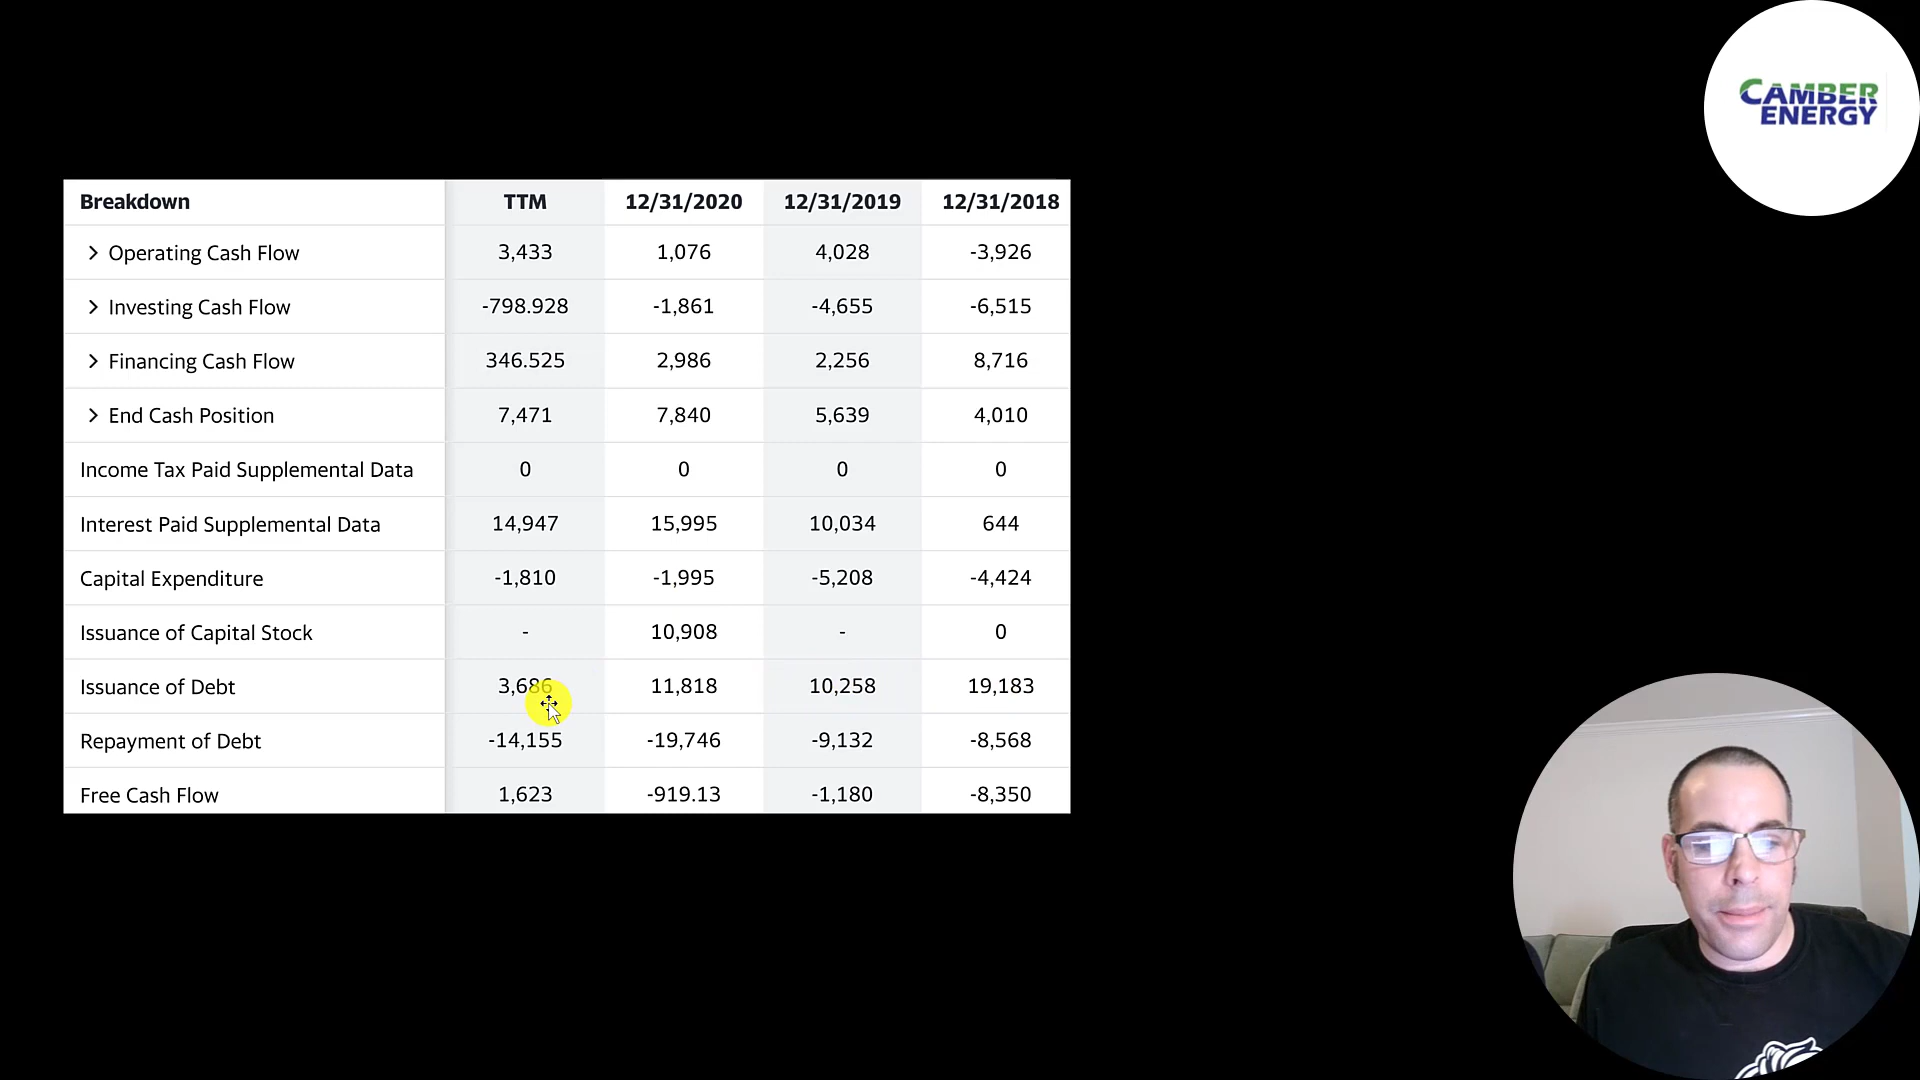 CAMBER
ENERGY
Breakdown TTM 12/31/2020 12/31/2019 12/31/2018
Operating Cash Flow 3,433 1,076 4,028 -3,926
Investing Cash Flow -798.928 -1,861 -4,655 -6,515
Financing Cash Flow 346.525 2,986 2,256 8,716
End Cash Position 7,471 7,840 5,639 4,010
Income Tax Paid Supplemental Data 0 0 0 0
Interest Paid Supplemental Data 14,947 15,995 10,034 644
Capital Expenditure -1,810 -1,995 -5,208 -4,424
Issuance of Capital Stock - 10,908 - 0
Issuance of Debt 3,686 11,818 10,258 19,183
Repayment of Debt -14,155 -19,746 -9,132 -8,568
Free Cash Flow 1,623 -919.13 -1,180 -8,350